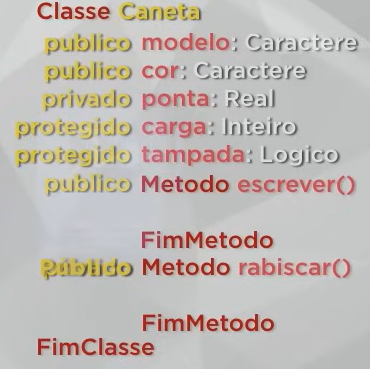 Classe Caneta
publico modelo: Caractere
publico cor: Caractere
privado ponta: Real
protegido carga: Inteiro
protegido tampada: Logico
publico Metodo escrever()
FimMetodo
Metodo rabiscar()
FimMetodo
FimClasse